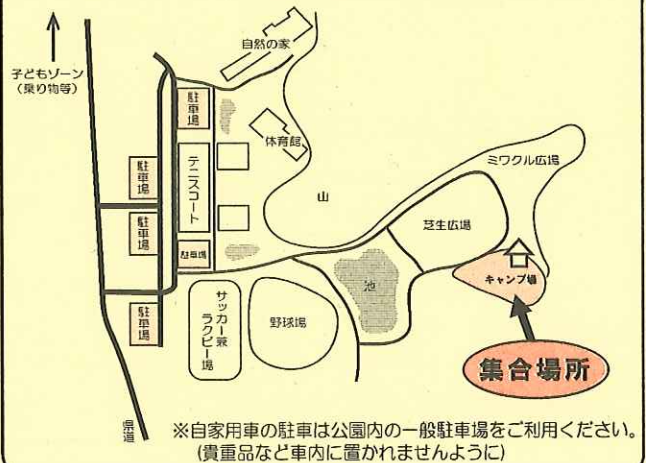 自然の家
子どもゾーン
(乗り物等)
駐車場
体育館
ミワクル広場
テニスコート
駐車場
山
芝生広場
駐車場
駐車場
キャンプ場
池
サッカー兼
ラグビー場
野球場
駐車場
集合場所
県道
※自家用車の駐車は公園内の一般駐車場をご利用ください。
(貴重品など車内に置かれませんように)